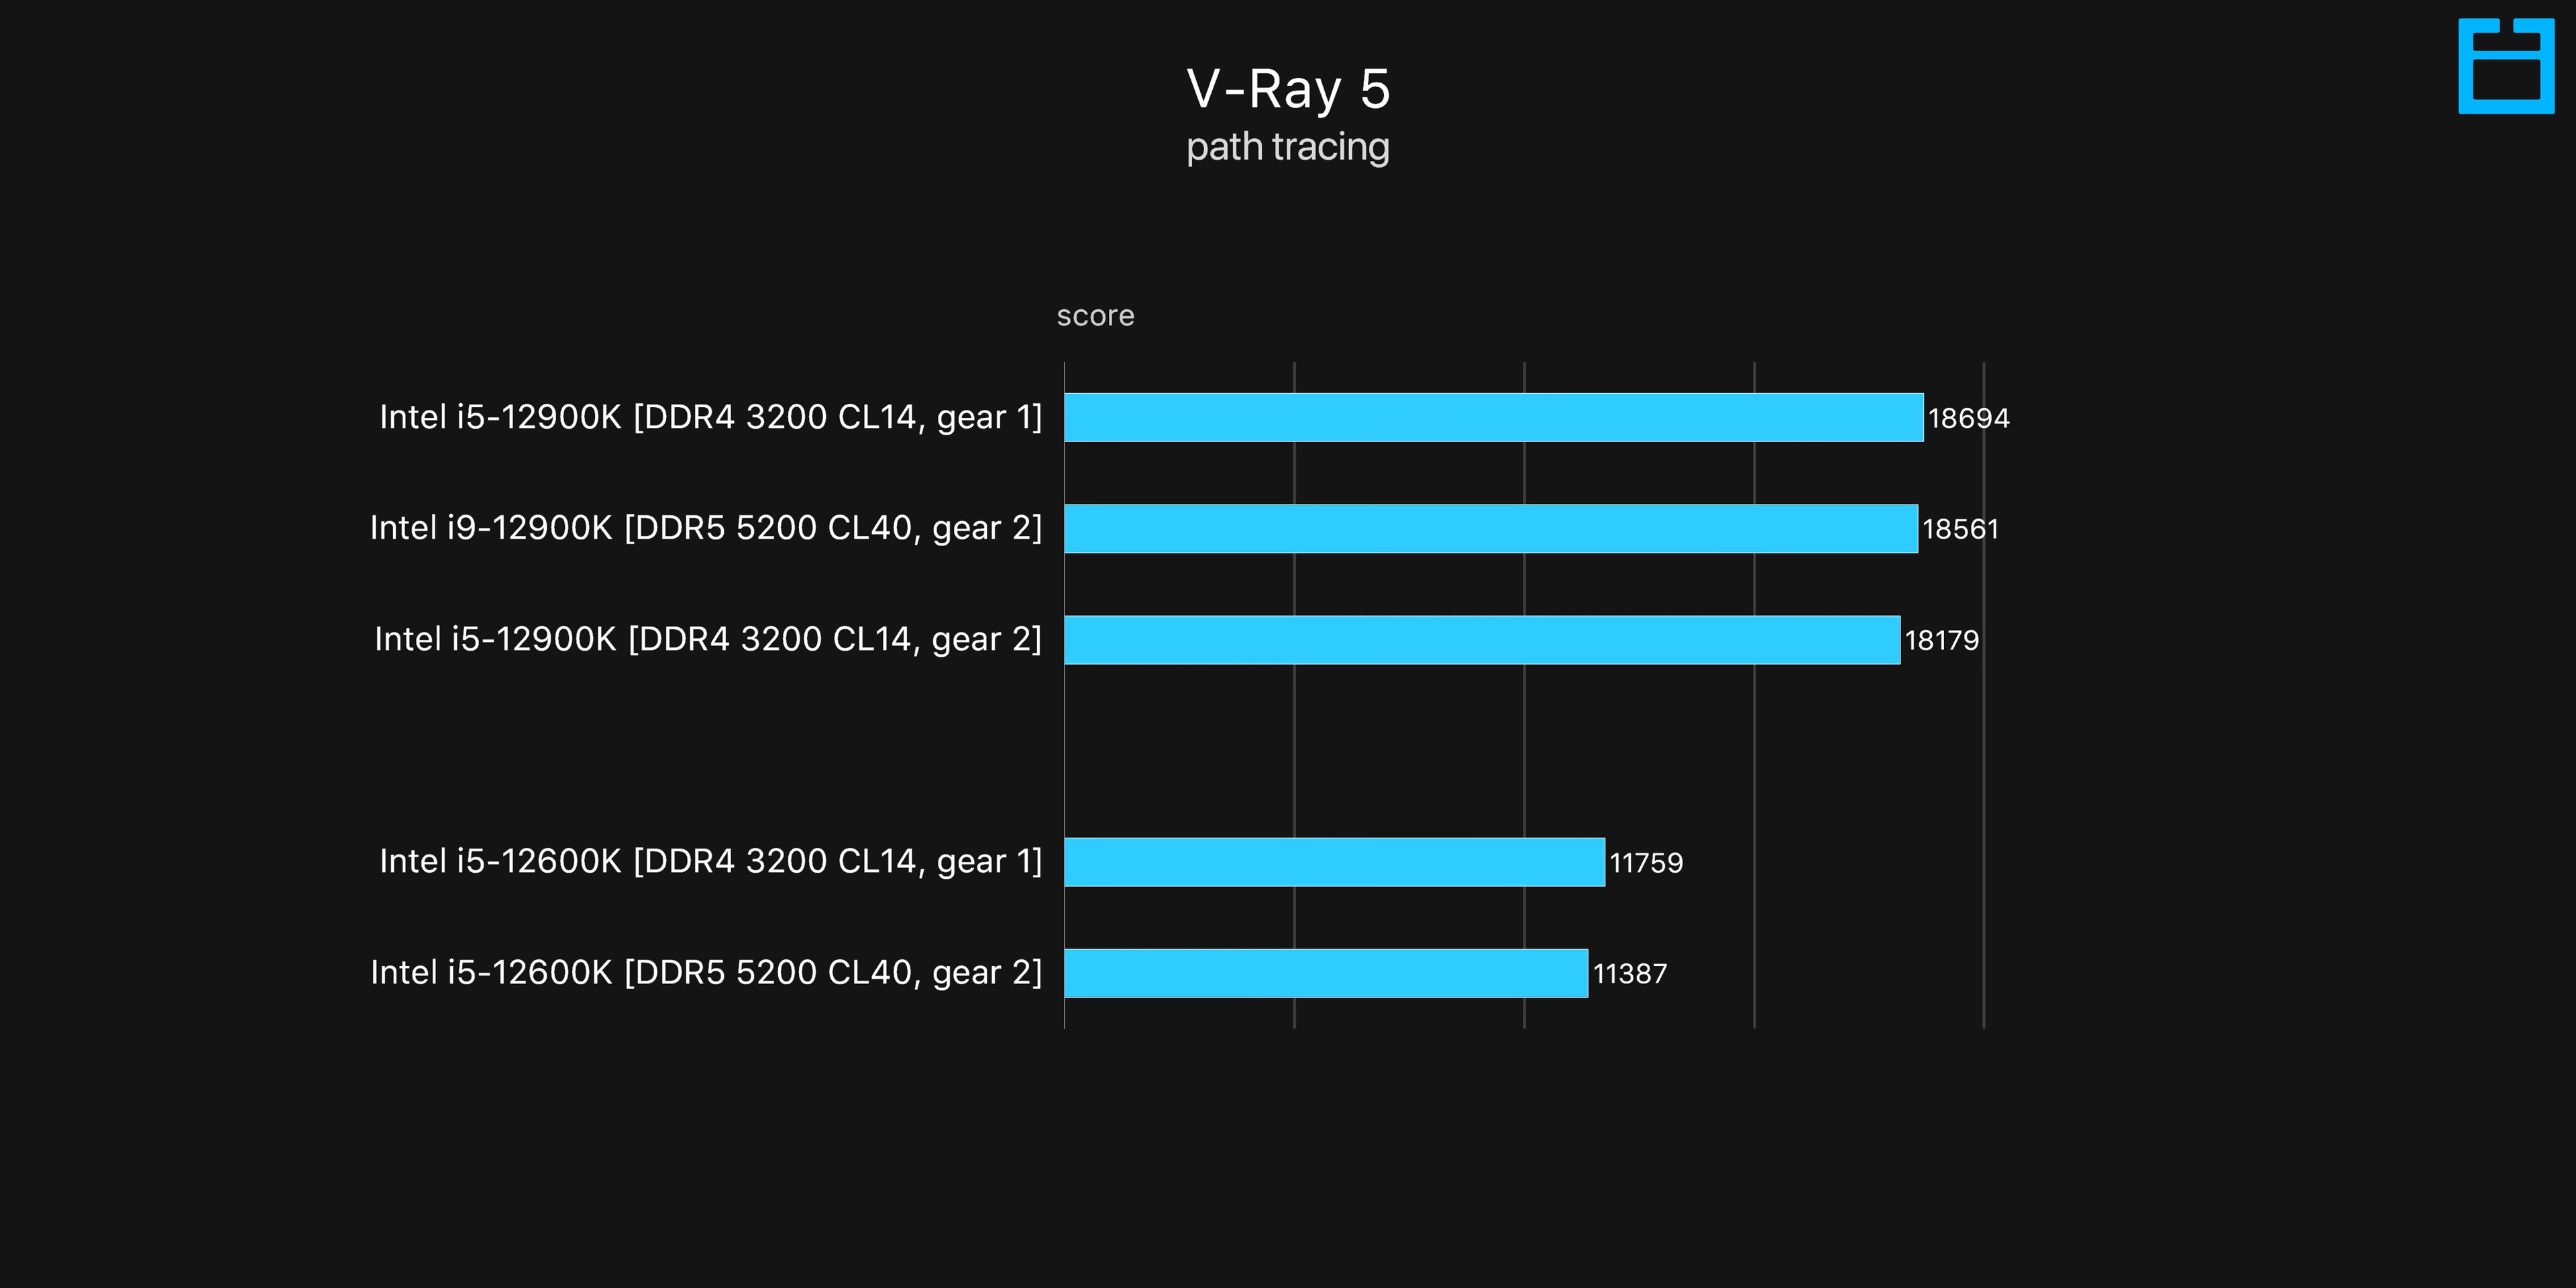 V-Ray 5
path tracing
score
Intel i5-12900K [DDR4 3200 CL14, gear 1] 18694
Intel i9-12900K [DDR5 5200 CL40, gear 2] 18561
Intel i5-12900K [DDR4 3200 CL14, gear 2] 18179
Intel i5-12600K [DDR4 3200 CL14, gear 1] 11759
Intel i5-12600K [DDR5 5200 CL40, gear 2] 11387